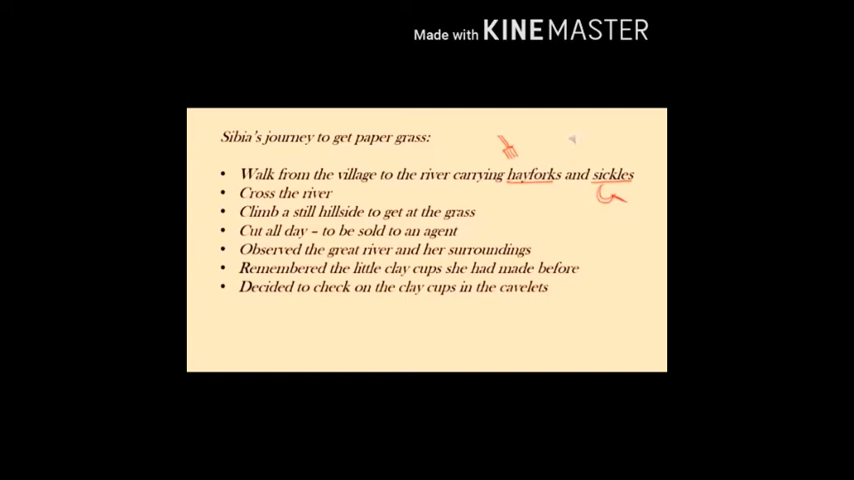 Made with KINEMASTER
Sibia's journey to get paper grass:
• Walk from the village to the river carrying hayforks and sickles
• Cross the river
• Climb a still hillside to get at the grass
• Cut all day – to be sold to an agent
• Observed the great river and her surroundings
• Remembered the little clay cups she had made before
• Decided to check on the clay cups in the cavelets